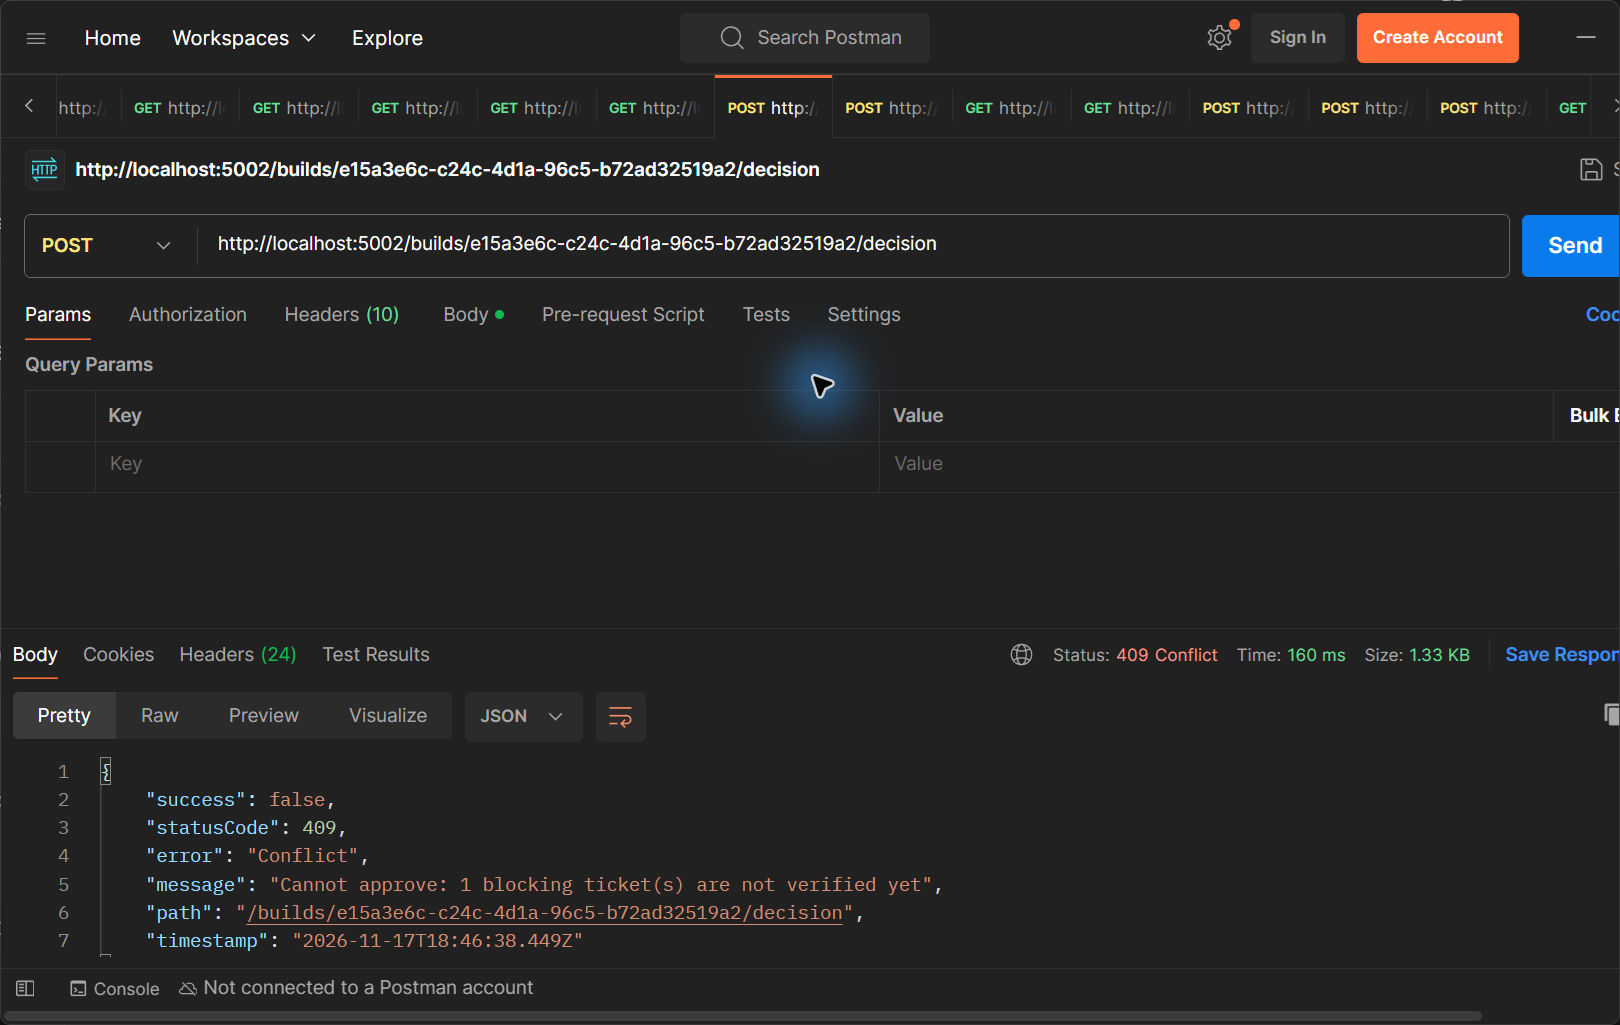 Home Workspaces Explore Search Postman Sign In Create Account
http:/ GET http://l GET http://l GET http://l GET http://l GET http://l POST http:/ POST http:/ GET http://l GET http://l POST http:/ POST http:/ POST http:/ GET
HTTP http://localhost:5002/builds/e15a3e6c-c24c-4d1a-96c5-b72ad32519a2/decision
POST http://localhost:5002/builds/e15a3e6c-c24c-4d1a-96c5-b72ad32519a2/decision Send
Params Authorization Headers (10) Body Pre-request Script Tests Settings Coo
Query Params
Key Value Bulk E
Key Value
Body Cookies Headers (24) Test Results Status: 409 Conflict Time: 160 ms Size: 1.33 KB Save Respon
Pretty Raw Preview Visualize JSON
1 {
2 "success": false,
3 "statusCode": 409,
4 "error": "Conflict",
5 "message": "Cannot approve: 1 blocking ticket(s) are not verified yet",
6 "path": "/builds/e15a3e6c-c24c-4d1a-96c5-b72ad32519a2/decision",
7 "timestamp": "2026-11-17T18:46:38.449Z"
Console Not connected to a Postman account